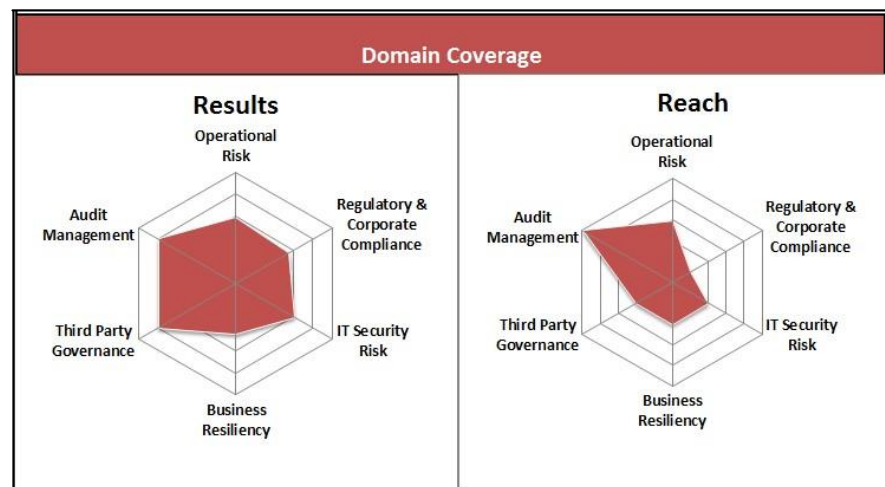 Domain Coverage
Results
Operational
Risk
Regulatory &
Corporate
Compliance
IT Security
Risk
Business
Resiliency
Third Party
Governance
Audit
Management
Reach
Operational
Risk
Regulatory &
Corporate
Compliance
IT Security
Risk
Business
Resiliency
Third Party
Governance
Audit
Management